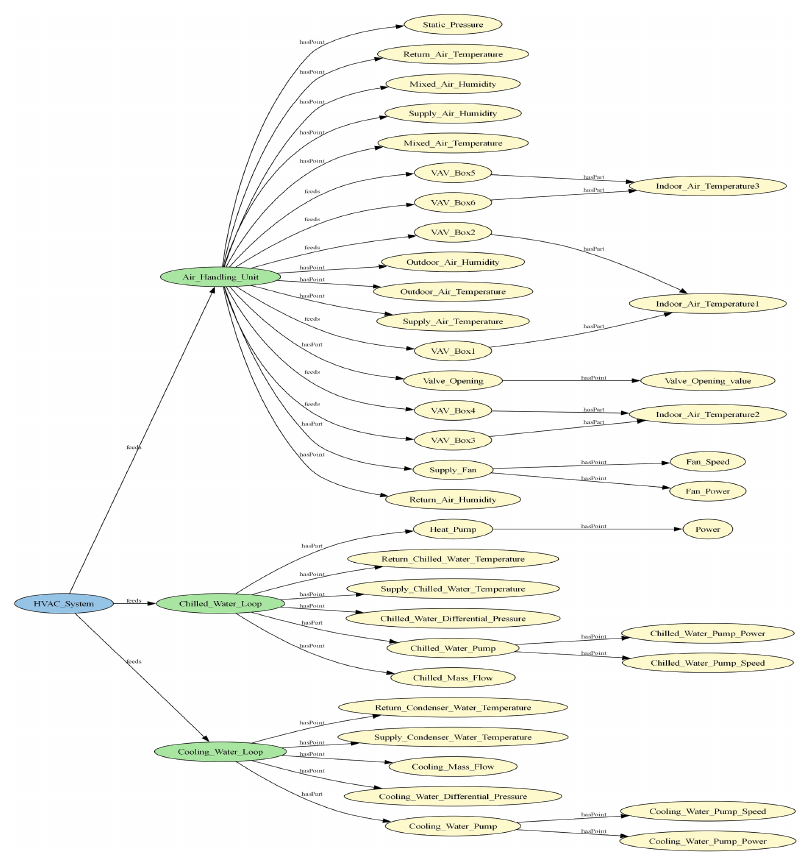 hasPoint
Static_Pressure
hasPoint
Return_Air_Temperature
hasPoint
Mixed_Air_Humidity
hasPoint
Supply_Air_Humidity
hasPoint
Mixed_Air_Temperature
feeds
VAV_Box5
hasPart
Indoor_Air_Temperature3
feeds
VAV_Box6
hasPart
feeds
VAV_Box2
hasPart
Air_Handling_Unit
hasPoint
Outdoor_Air_Humidity
hasPoint
Outdoor_Air_Temperature
Indoor_Air_Temperature1
hasPoint
Supply_Air_Temperature
feeds
VAV_Box1
hasPart
hasPart
Valve_Opening
hasPoint
Valve_Opening_value
feeds
VAV_Box4
hasPart
Indoor_Air_Temperature2
feeds
VAV_Box3
hasPart
hasPart
Supply_Fan
hasPoint
Fan_Speed
hasPoint
Fan_Power
hasPoint
Return_Air_Humidity
feeds
hasPart
Heat_Pump
hasPoint
Power
hasPoint
Return_Chilled_Water_Temperature
HVAC_System
feeds
Chilled_Water_Loop
hasPoint
Supply_Chilled_Water_Temperature
hasPoint
Chilled_Water_Differential_Pressure
hasPart
Chilled_Water_Pump
hasPoint
Chilled_Water_Pump_Power
hasPoint
Chilled_Water_Pump_Speed
hasPoint
Chilled_Mass_Flow
feeds
hasPoint
Return_Condenser_Water_Temperature
Cooling_Water_Loop
hasPoint
Supply_Condenser_Water_Temperature
hasPoint
Cooling_Mass_Flow
hasPoint
Cooling_Water_Differential_Pressure
hasPart
Cooling_Water_Pump
hasPoint
Cooling_Water_Pump_Speed
hasPoint
Cooling_Water_Pump_Power